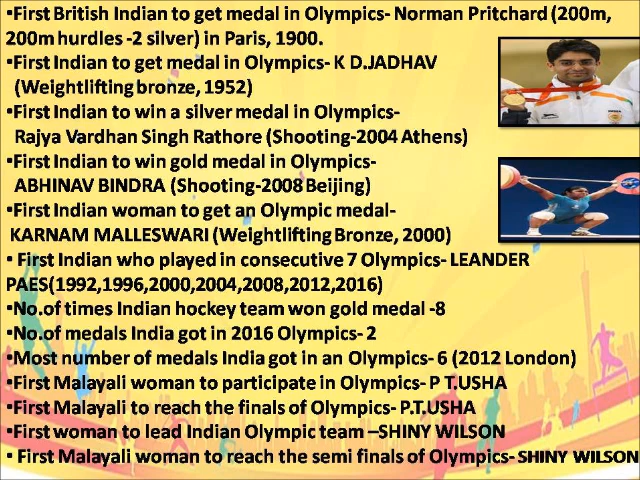 •First British Indian to get medal in Olympics- Norman Pritchard (200m,
200m hurdles -2 silver) in Paris, 1900.
•First Indian to get medal in Olympics- K D.JADHAV
(Weightlifting bronze, 1952)
•First Indian to win a silver medal in Olympics-
Rajya Vardhan Singh Rathore (Shooting-2004 Athens)
•First Indian to win gold medal in Olympics-
ABHINAV BINDRA (Shooting-2008 Beijing)
•First Indian woman to get an Olympic medal-
KARNAM MALLESWARI (Weightlifting Bronze, 2000)
• First Indian who played in consecutive 7 Olympics- LEANDER
PAES(1992,1996,2000,2004,2008,2012,2016)
•No.of times Indian hockey team won gold medal -8
•No.of medals India got in 2016 Olympics- 2
•Most number of medals India got in an Olympics- 6 (2012 London)
•First Malayali woman to participate in Olympics- P T.USHA
•First Malayali to reach the finals of Olympics- P.T.USHA
•First woman to lead Indian Olympic team –SHINY WILSON
• First Malayali woman to reach the semi finals of Olympics- SHINY WILSON